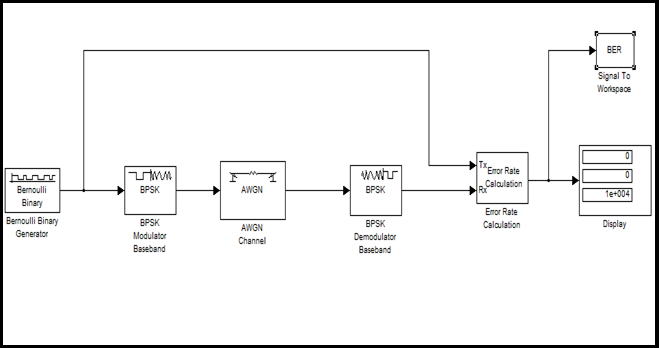 BER
Signal To
Workspace
Bernoulli
Binary
Bernoulli Binary
Generator
BPSK
BPSK
Modulator
Baseband
AWGN
AWGN
Channel
BPSK
BPSK
Demodulator
Baseband
Tx
Rx
Error Rate
Calculation
Error Rate
Calculation
0
0
1e+004
Display